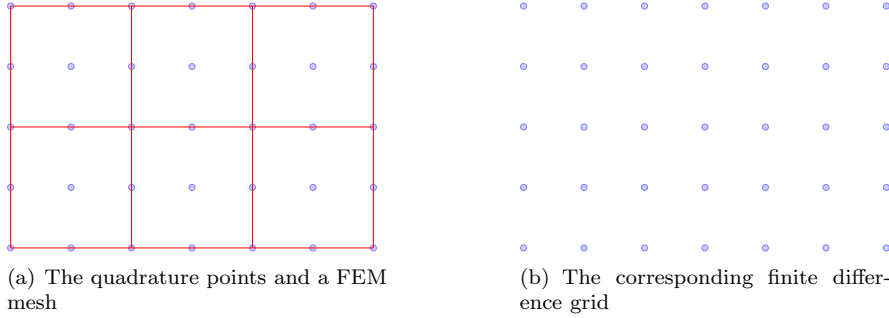 (a) The quadrature points and a FEM
mesh
(b) The corresponding finite differ-
ence grid